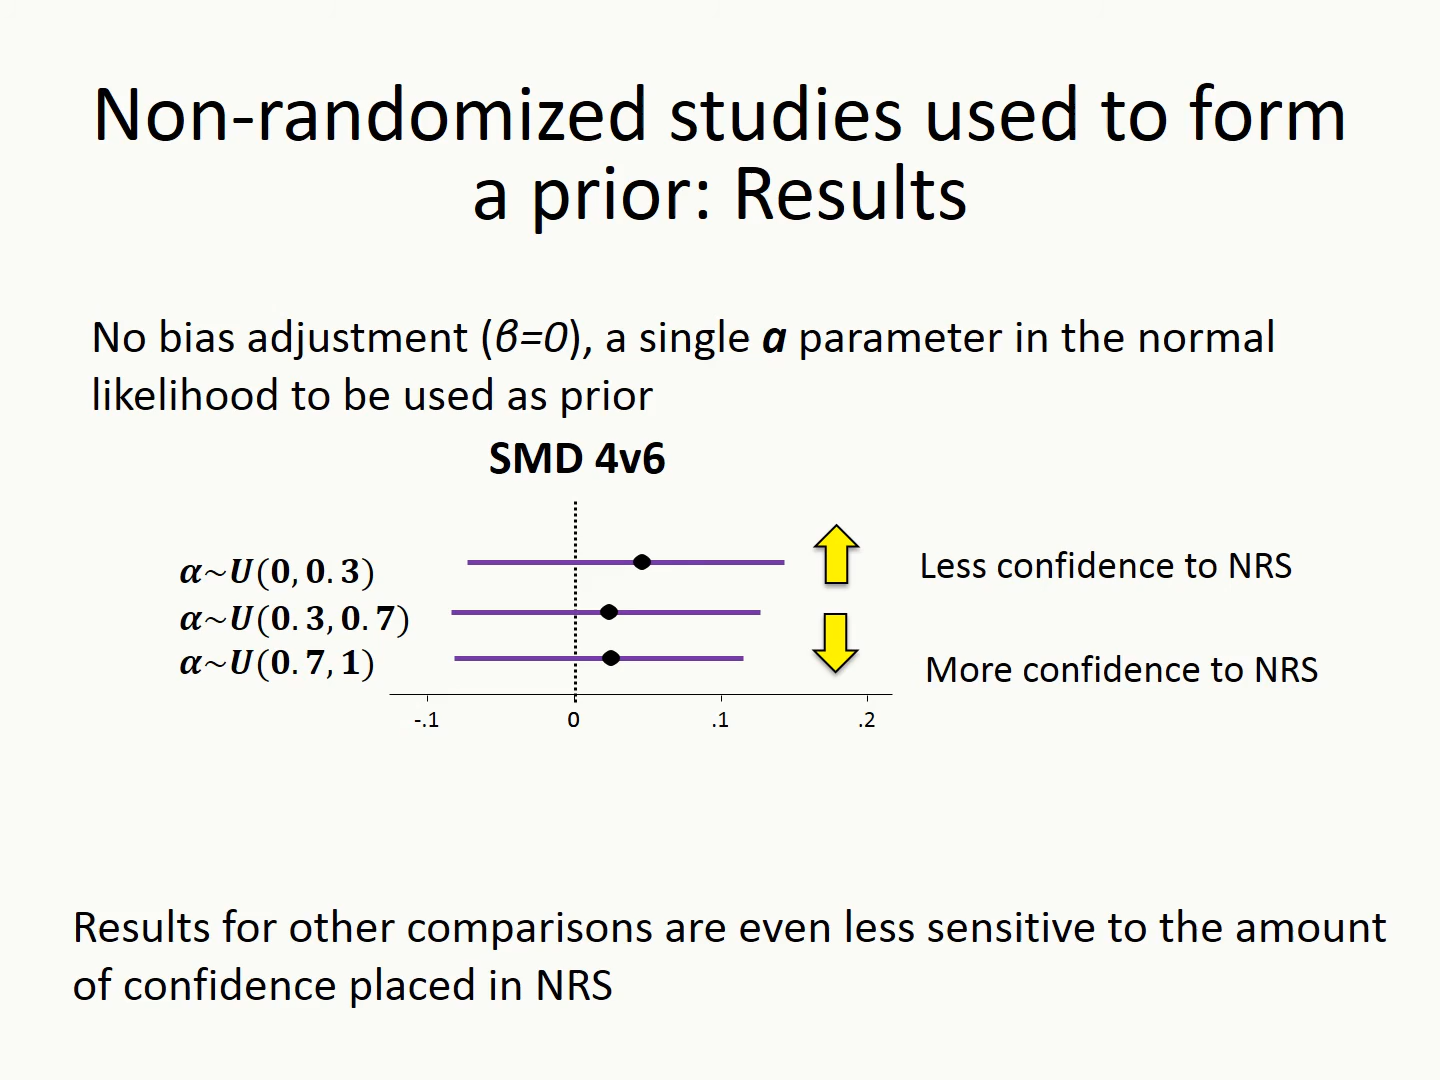 Non-randomized studies used to form
a prior: Results
No bias adjustment (β=0), a single α parameter in the normal
likelihood to be used as prior
SMD 4v6
α~U(0,0.3)
Less confidence to NRS
α~U(0.3,0.7)
α~U(0.7,1)
More confidence to NRS
-.1 0 .1 .2
Results for other comparisons are even less sensitive to the amount
of confidence placed in NRS